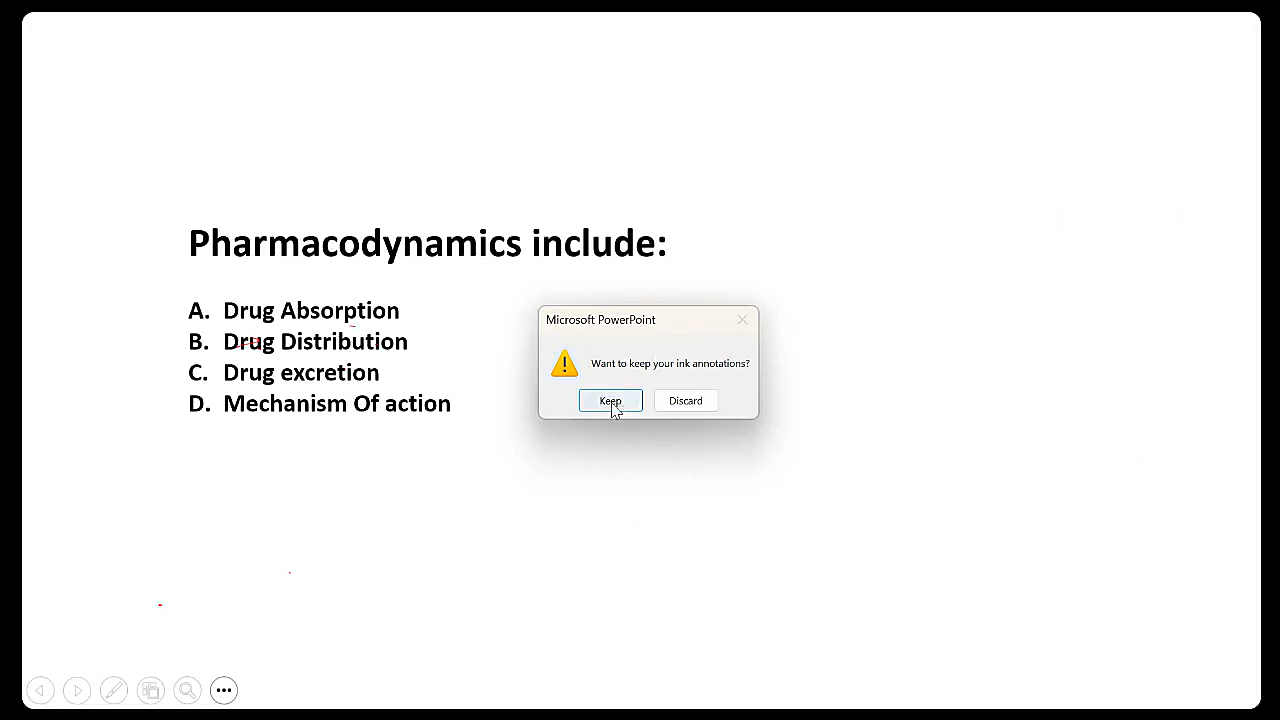 Pharmacodynamics include:
A. Drug Absorption
B. Drug Distribution
C. Drug excretion
D. Mechanism Of action
Microsoft PowerPoint
Want to keep your ink annotations?
Keep
Discard